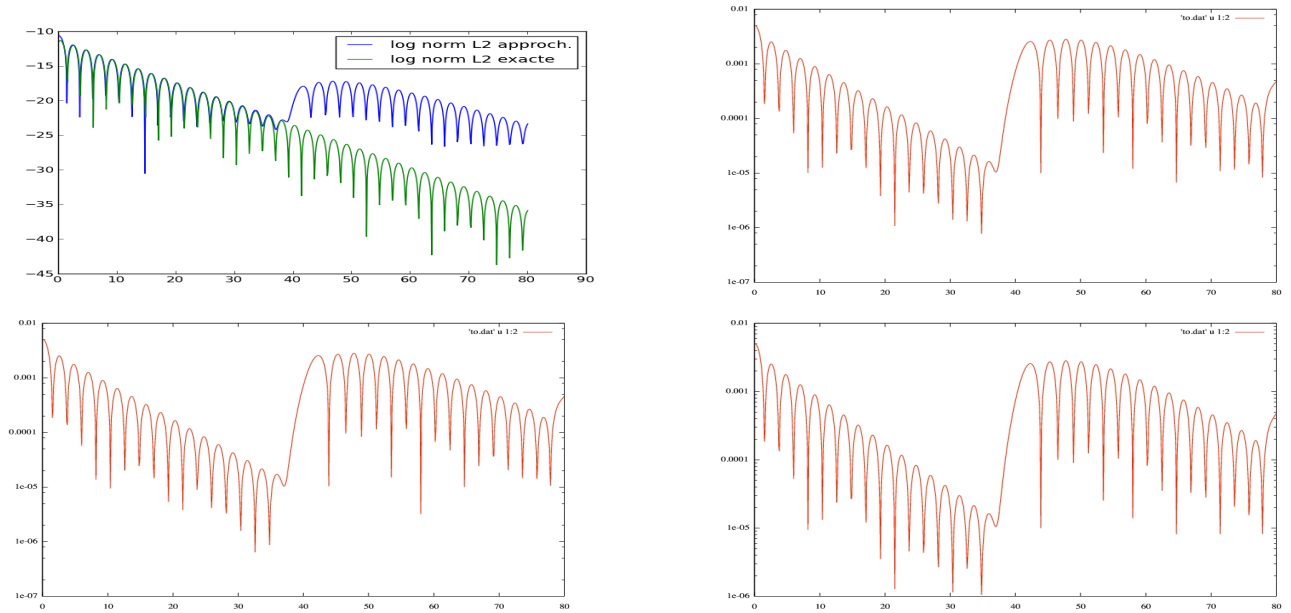 −10
−15
−20
−25
−30
−35
−40
−45
0 10 20 30 40 50 60 70 80 90
log norm L2 approch.
log norm L2 exacte
0.01
0.001
0.0001
1e-05
1e-06
1e-07
0 10 20 30 40 50 60 70 80
'to.dat' u 1:2
0.01
0.001
0.0001
1e-05
1e-06
1e-07
0 10 20 30 40 50 60 70 80
'to.dat' u 1:2
0.01
0.001
0.0001
1e-05
1e-06
0 10 20 30 40 50 60 70 80
'to.dat' u 1:2